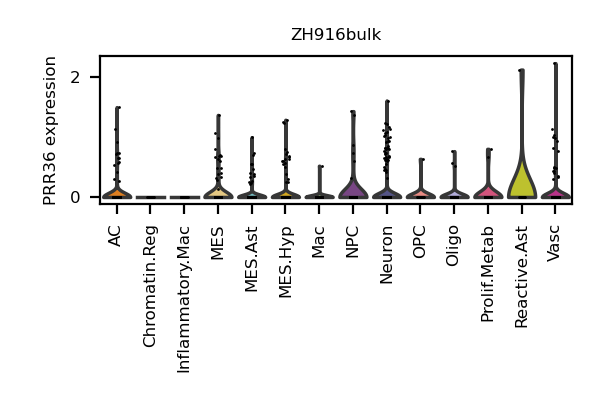 ZH916bulk
PRR36 expression
2
0
AC
Chromatin.Reg
Inflammatory.Mac
MES
MES.Ast
MES.Hyp
Mac
NPC
Neuron
OPC
Oligo
Prolif.Metab
Reactive.Ast
Vasc